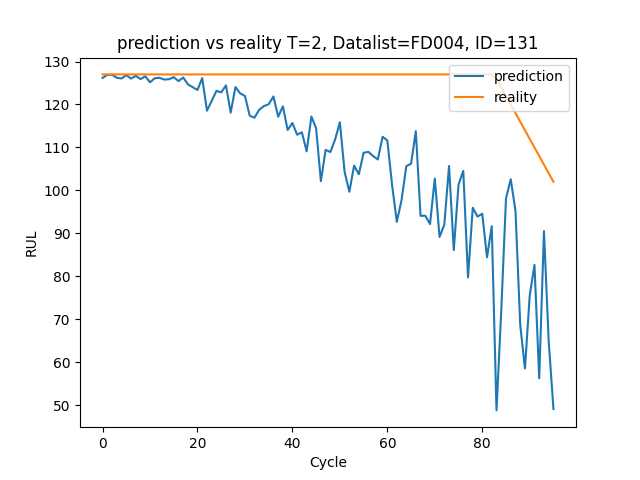 prediction vs reality T=2, Datalist=FD004, ID=131
130
120
110
100
90
80
70
60
50
RUL
prediction
reality
0 20 40 60 80
Cycle